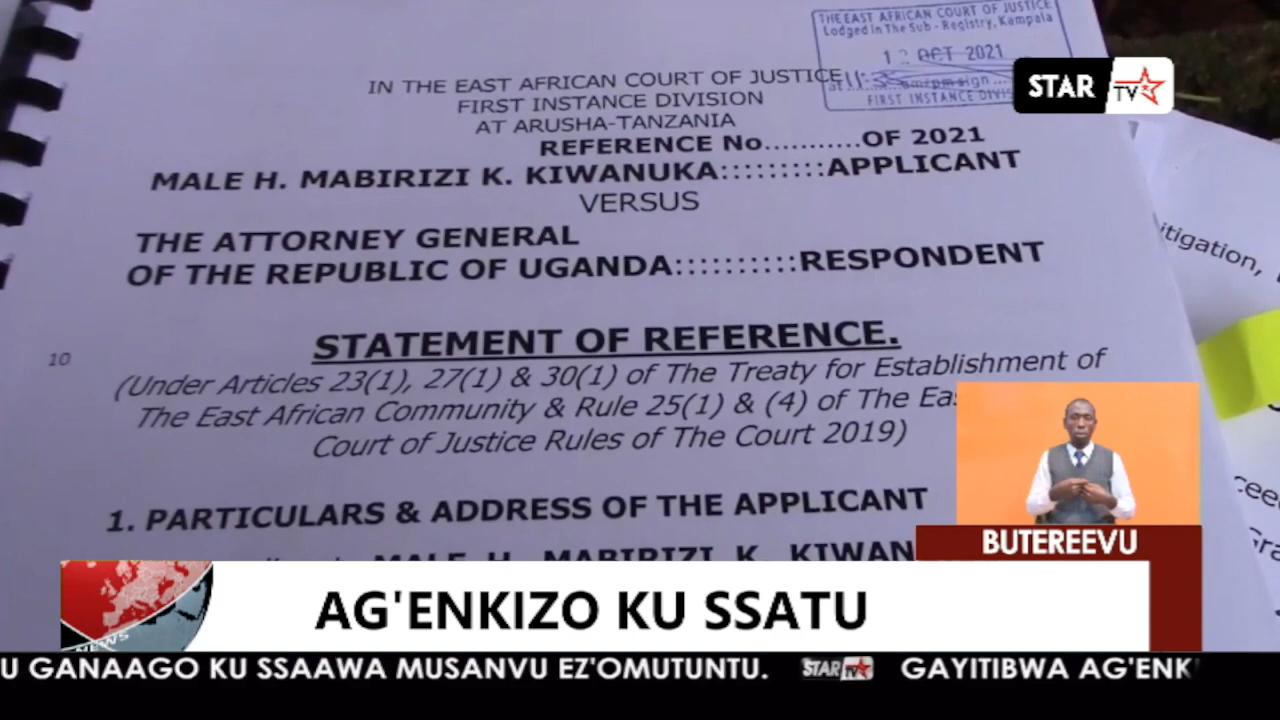 THE EAST AFRICAN COURT OF JUSTICE
Lodged in The Sub - Registry, Kampala
OCT 2021
FIRST INSTANCE
STAR TV
IN THE EAST AFRICAN COURT OF JUSTICE
FIRST INSTANCE DIVISION
AT ARUSHA-TANZANIA
REFERENCE No...........OF 2021
MALE H. MABIRIZI K. KIWANUKA:::::::::APPLICANT
VERSUS
THE ATTORNEY GENERAL
OF THE REPUBLIC OF UGANDA::::::::::RESPONDENT
itigation,
10
STATEMENT OF REFERENCE.
(Under Articles 23(1), 27(1) & 30(1) of The Treaty for Establishment of
The East African Community & Rule 25(1) & (4) of The Eas
Court of Justice Rules of The Court 2019)
1. PARTICULARS & ADDRESS OF THE APPLICANT
MALE H. MABIRIZI K. KIWAN
BUTEREEVU
NEWS
AG'ENKIZO KU SSATU
U GANAAGO KU SSAAWA MUSANVU EZ'OMUTUNTU. STAR TV GAYITIBWA AG'ENK